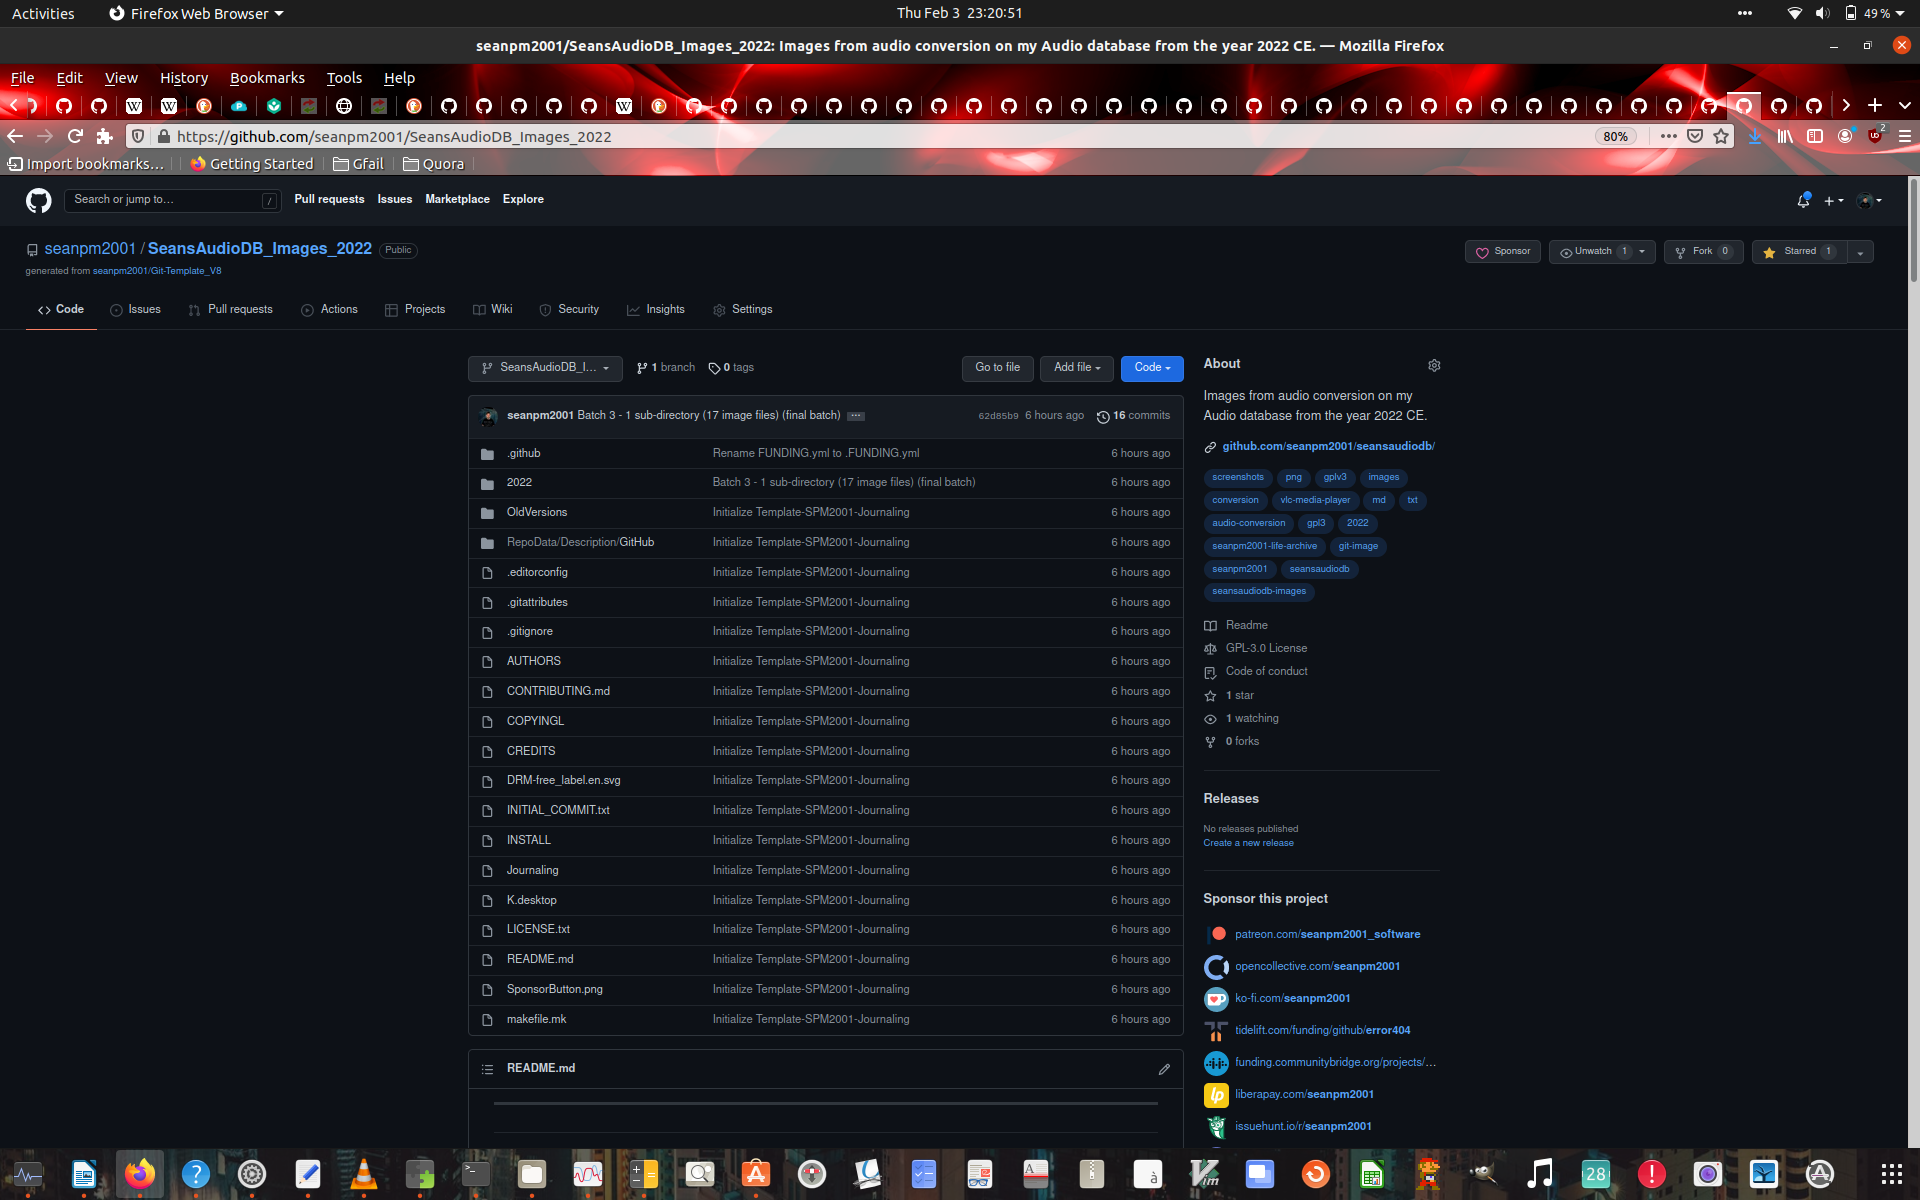 Activities Firefox Web Browser Thu Feb 3 23:20:51 49 %
seanpm2001/SeansAudioDB_Images_2022: Images from audio conversion on my Audio database from the year 2022 CE. — Mozilla Firefox
File Edit View History Bookmarks Tools Help
https://github.com/seanpm2001/SeansAudioDB_Images_2022 80% 2
Import bookmarks... Getting Started Gfail Quora
Search or jump to... / Pull requests Issues Marketplace Explore
seanpm2001 / SeansAudioDB_Images_2022 Public Sponsor Unwatch 1 Fork 0 Starred 1
generated from seanpm2001/Git-Template_V8
Code Issues Pull requests Actions Projects Wiki Security Insights Settings
SeansAudioDB_I... 1 branch 0 tags Go to file Add file Code
seanpm2001 Batch 3 - 1 sub-directory (17 image files) (final batch) ... 62d85b9 6 hours ago 16 commits
.github Rename FUNDING.yml to .FUNDING.yml 6 hours ago
2022 Batch 3 - 1 sub-directory (17 image files) (final batch) 6 hours ago
OldVersions Initialize Template-SPM2001-Journaling 6 hours ago
RepoData/Description/GitHub Initialize Template-SPM2001-Journaling 6 hours ago
.editorconfig Initialize Template-SPM2001-Journaling 6 hours ago
.gitattributes Initialize Template-SPM2001-Journaling 6 hours ago
.gitignore Initialize Template-SPM2001-Journaling 6 hours ago
AUTHORS Initialize Template-SPM2001-Journaling 6 hours ago
CONTRIBUTING.md Initialize Template-SPM2001-Journaling 6 hours ago
COPYINGL Initialize Template-SPM2001-Journaling 6 hours ago
CREDITS Initialize Template-SPM2001-Journaling 6 hours ago
DRM-free_label.en.svg Initialize Template-SPM2001-Journaling 6 hours ago
INITIAL_COMMIT.txt Initialize Template-SPM2001-Journaling 6 hours ago
INSTALL Initialize Template-SPM2001-Journaling 6 hours ago
Journaling Initialize Template-SPM2001-Journaling 6 hours ago
K.desktop Initialize Template-SPM2001-Journaling 6 hours ago
LICENSE.txt Initialize Template-SPM2001-Journaling 6 hours ago
README.md Initialize Template-SPM2001-Journaling 6 hours ago
SponsorButton.png Initialize Template-SPM2001-Journaling 6 hours ago
makefile.mk Initialize Template-SPM2001-Journaling 6 hours ago
README.md
About
Images from audio conversion on my
Audio database from the year 2022 CE.
github.com/seanpm2001/seansaudiodb/
screenshots png gplv3 images
conversion vlc-media-player md txt
audio-conversion gpl3 2022
seanpm2001-life-archive git-image
seanpm2001 seansaudiodb
seansaudiodb-images
Readme
GPL-3.0 License
Code of conduct
1 star
1 watching
0 forks
Releases
No releases published
Create a new release
Sponsor this project
patreon.com/seanpm2001_software
opencollective.com/seanpm2001
ko-fi.com/seanpm2001
tidelift.com/funding/github/error404
funding.communitybridge.org/projects/...
liberapay.com/seanpm2001
issuehunt.io/r/seanpm2001
28